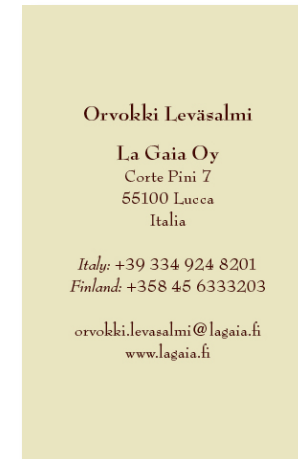 Orvokki Leväsalmi
La Gaia Oy
Corte Pini 7
55100 Lucca
Italia
Italy: +39 334 924 8201
Finland: +358 45 6333203
orvokki.levasalmi@lagaia.fi
www.lagaia.fi